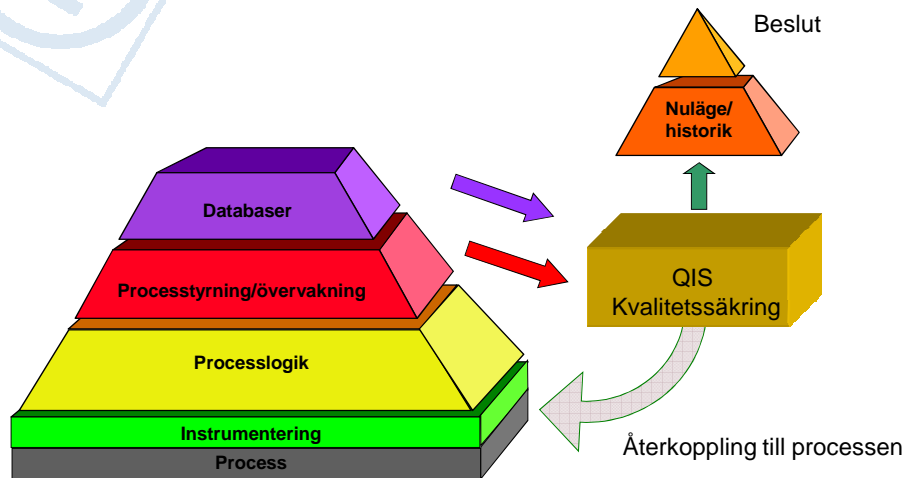 Beslut
Nuläge/
historik
Databaser
Processtyrning/övervakning
QIS
Kvalitetssäkring
Processlogik
Instrumentering
Process
Återkoppling till processen